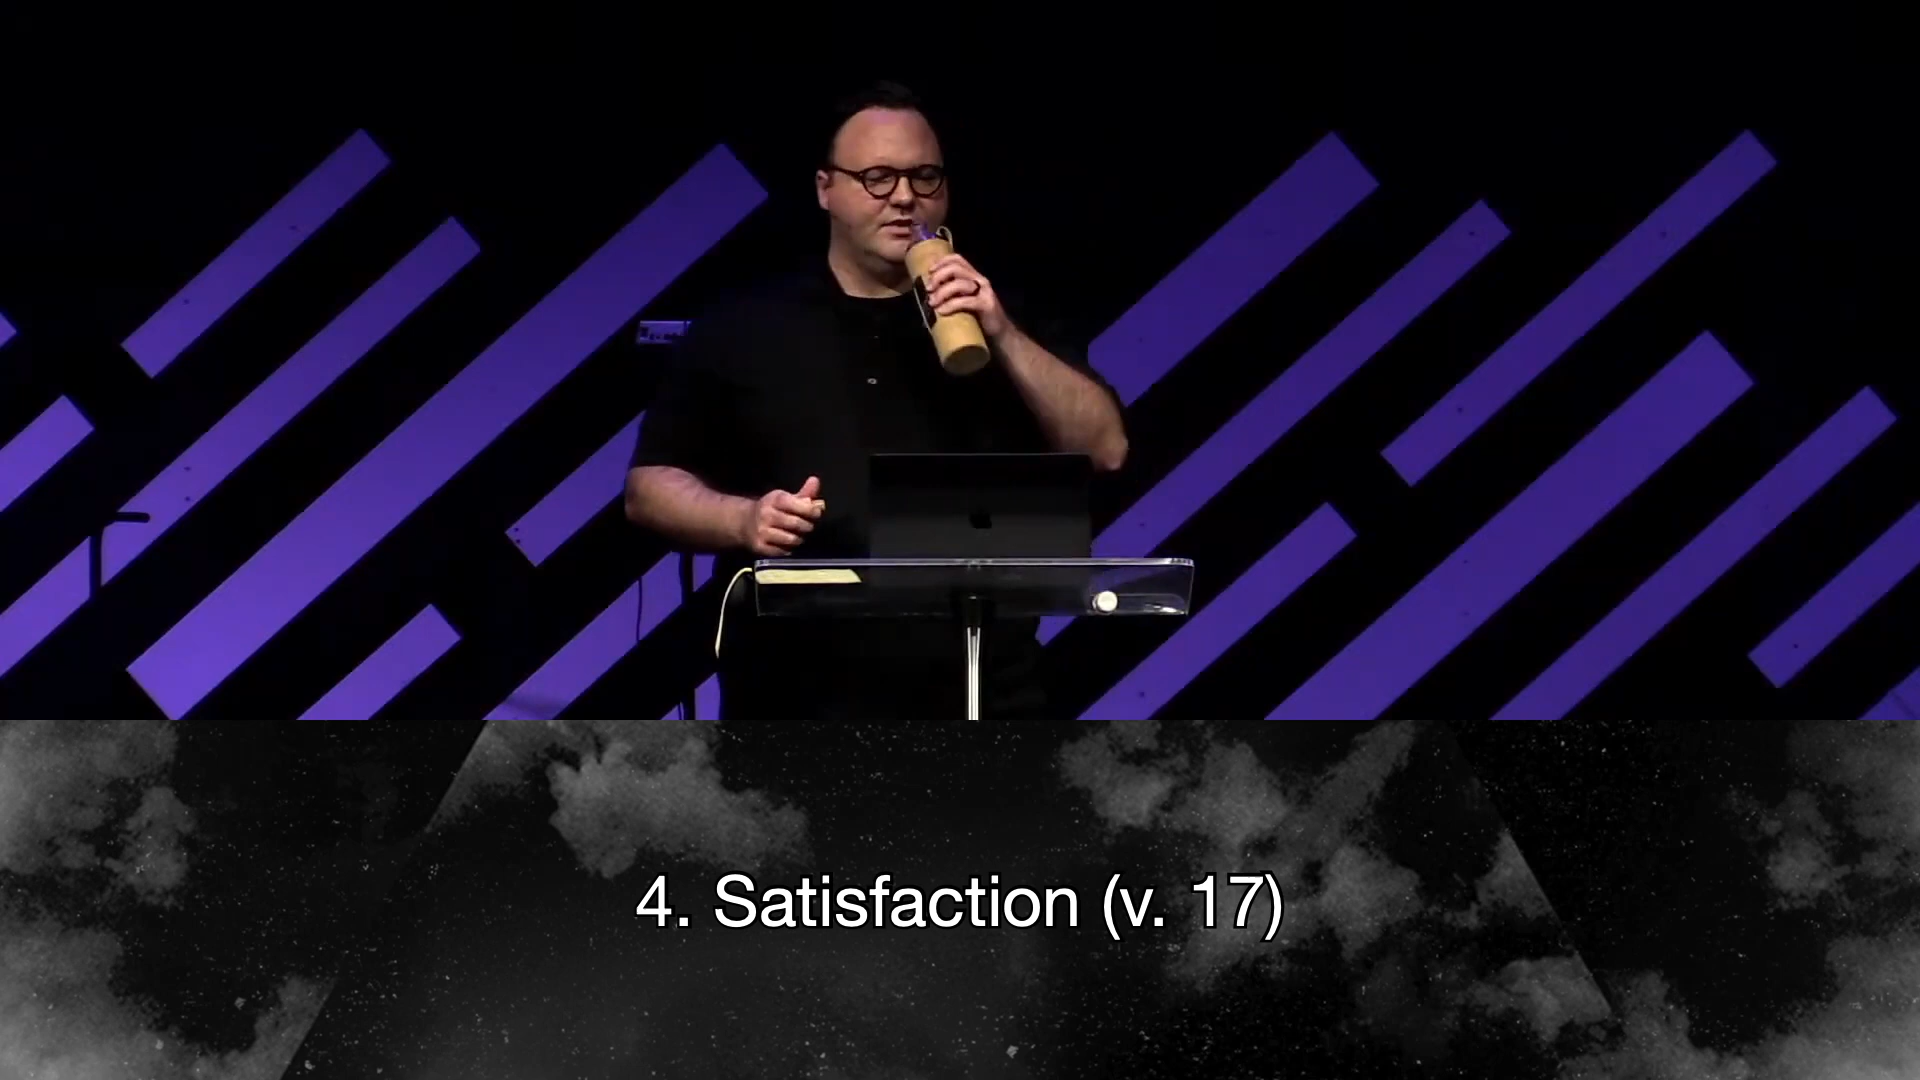 4. Satisfaction (v. 17)